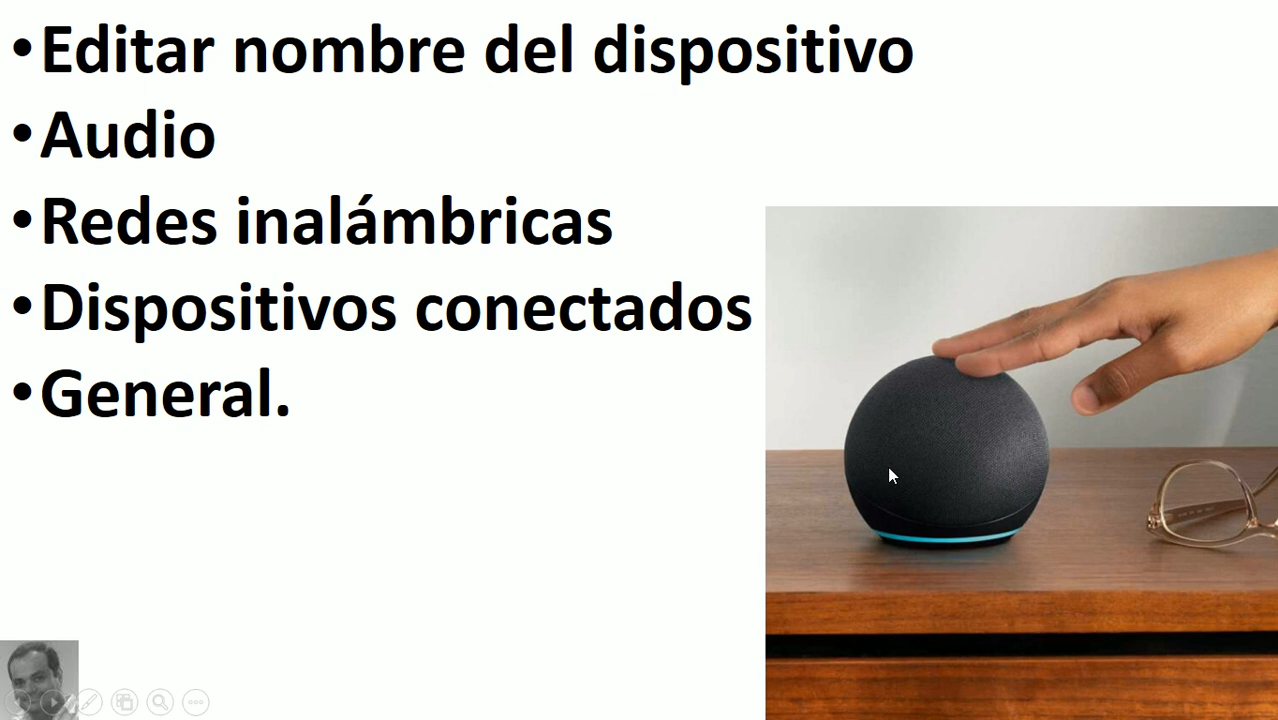 • Editar nombre del dispositivo
• Audio
• Redes inalámbricas
• Dispositivos conectados
• General.